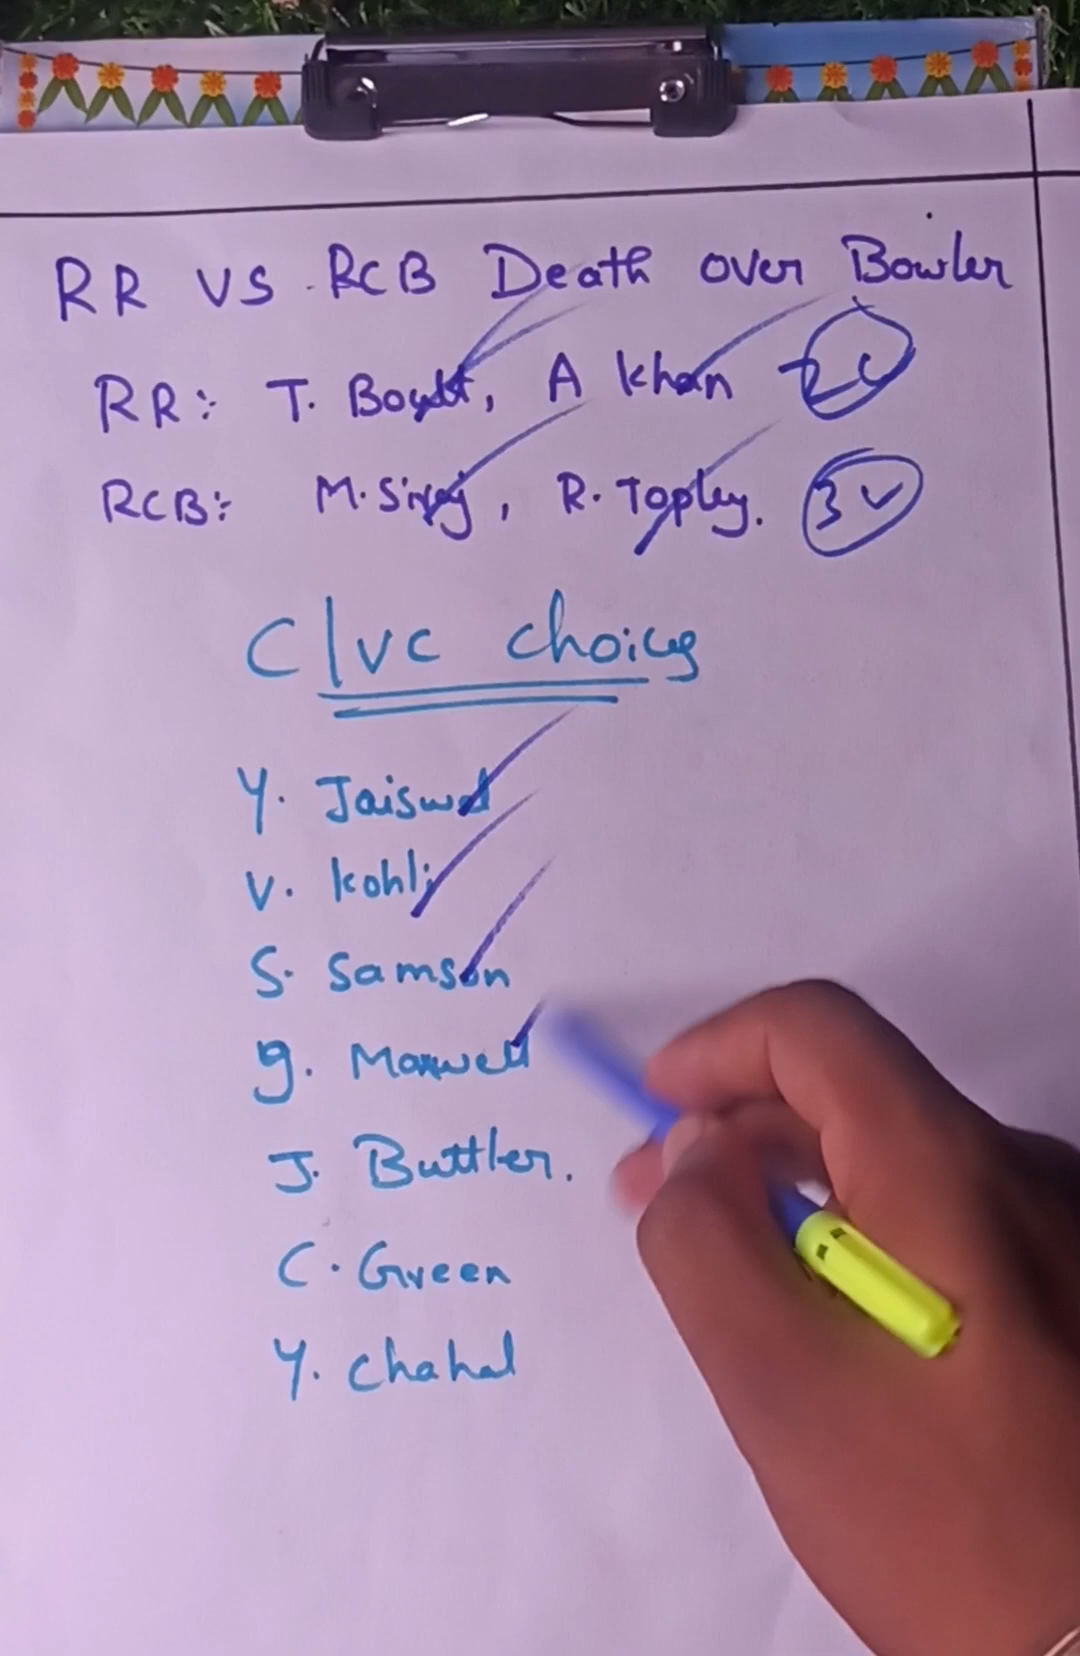 RR VS RCB Death over Bowler
RR: T. Boult, A Khan
RCB: M. Siraj, R. Topley. 3 V
C/VC choices
Y. Jaiswal
V. Kohli
S. Samson
G. Maxwell
J. Buttler.
C. Green
Y. Chahal